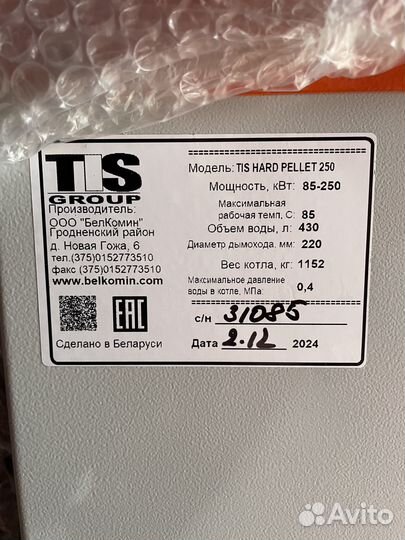 TIS
GROUP
Производитель:
ООО "БелКомин"
Гродненский район
д. Новая Гожа, 6
тел.(375)0152773510
факс (375)0152773510
www.belkomin.com
EAC
Сделано в Беларуси
Модель: TIS HARD PELLET 250
Мощность, кВт: 85-250
Максимальная
рабочая темп, С: 85
Объем воды, л: 430
Диаметр дымохода, мм: 220
Вес котла, кг: 1152
Максимальное давление
воды в котле, МПа: 0,4
с/н 31085
Дата 2.12 2024
Avito